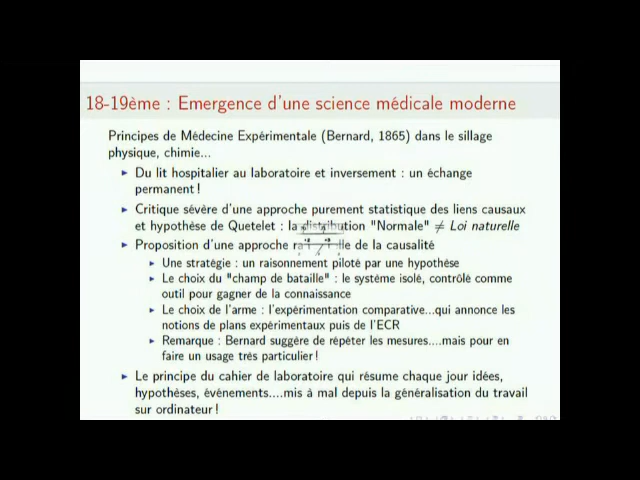 18-19ème : Emergence d'une science médicale moderne
Principes de Médecine Expérimentale (Bernard, 1865) dans le sillage
physique, chimie...
Du lit hospitalier au laboratoire et inversement : un échange
permanent !
Critique sévère d'une approche purement statistique des liens causaux
et hypothèse de Quetelet : la distribution "Normale" ≠ Loi naturelle
Proposition d'une approche de la causalité
Une stratégie : un raisonnement piloté par une hypothèse
Le choix du "champ de bataille" : le système isolé, contrôlé comme
outil pour gagner de la connaissance
Le choix de l'arme : l'expérimentation comparative...qui annonce les
notions de plans expérimentaux puis de l'ECR
Remarque : Bernard suggère de répéter les mesures....mais pour en
faire un usage très particulier !
Le principe du cahier de laboratoire qui résume chaque jour idées,
hypothèses, événements....mis à mal depuis la généralisation du travail
sur ordinateur !